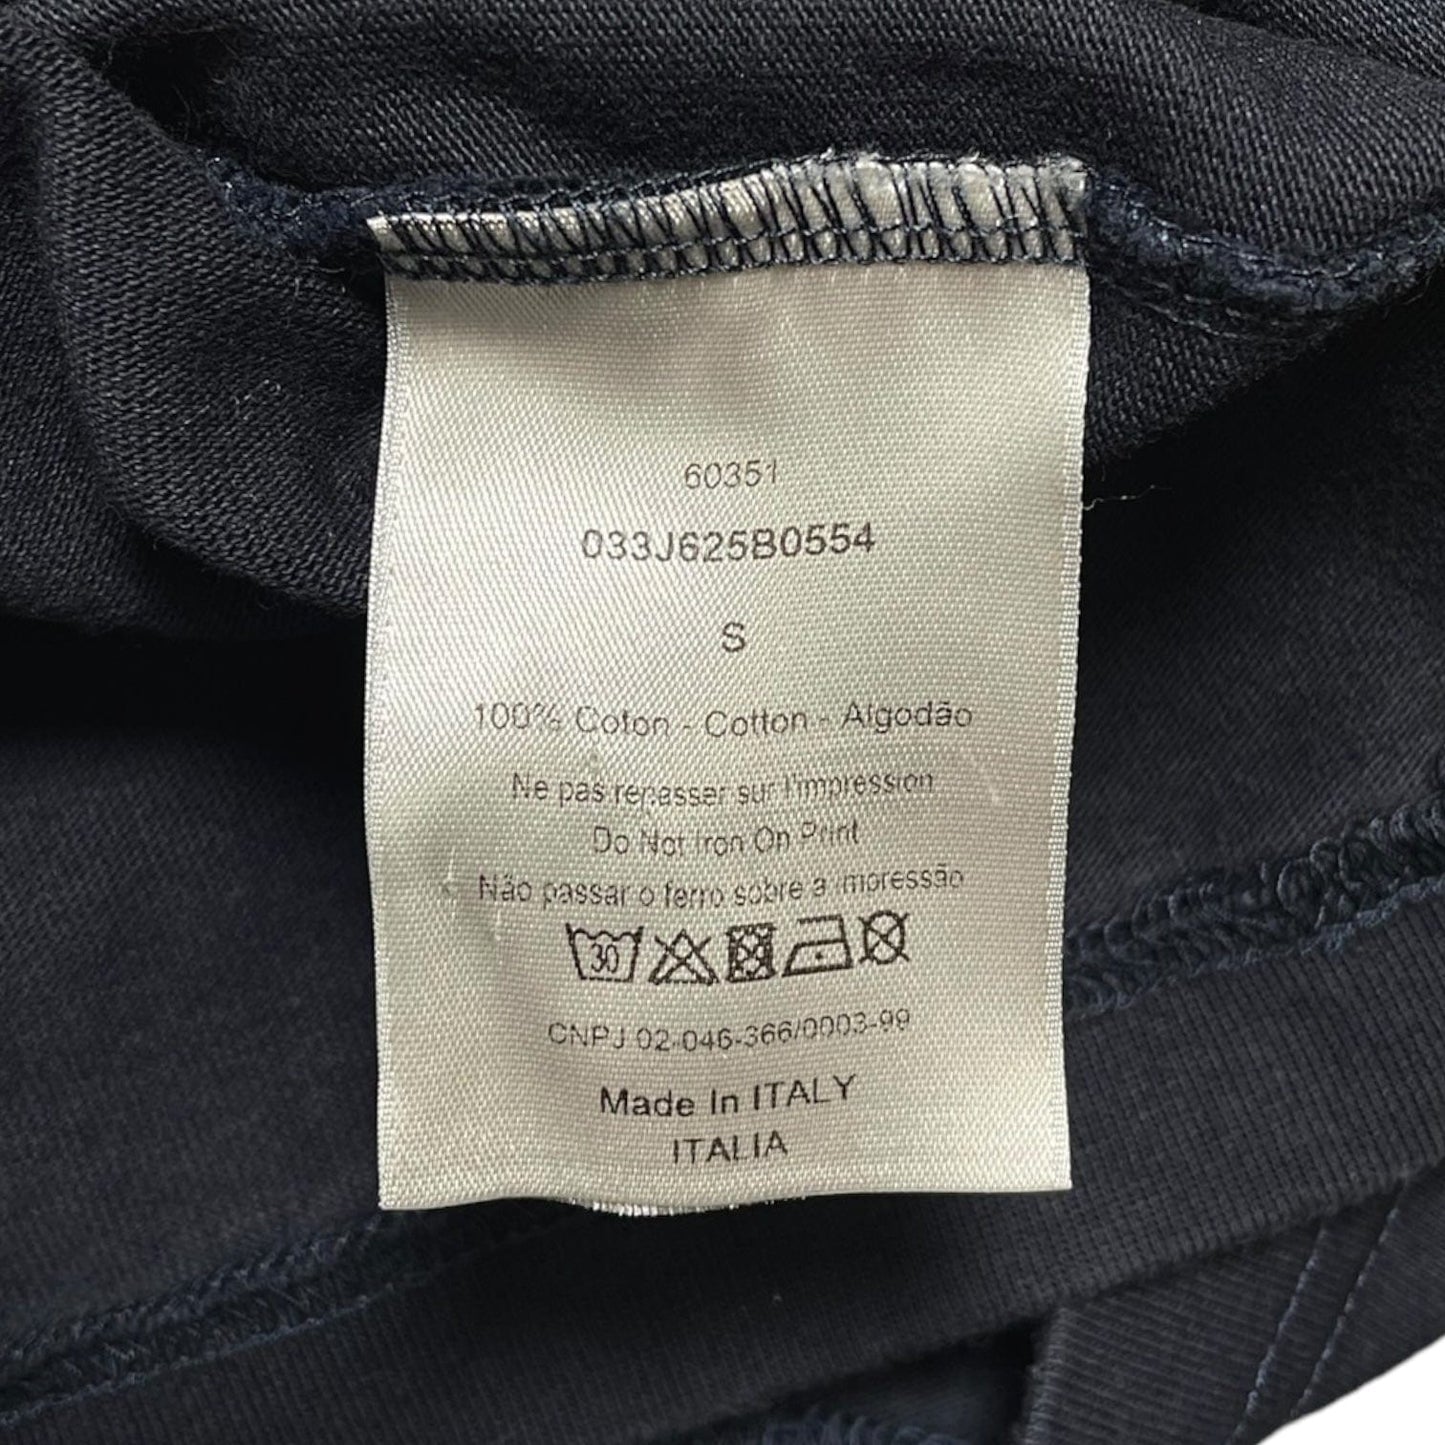 60351
033J625B0554
S
100% Coton - Cotton - Algodão
Ne pas repasser sur l'impression
Do Not Iron On Print
Não passar o ferro sobre a impressão
30
CNPJ 02-046-366/0003-99
Made In ITALY
ITALIA